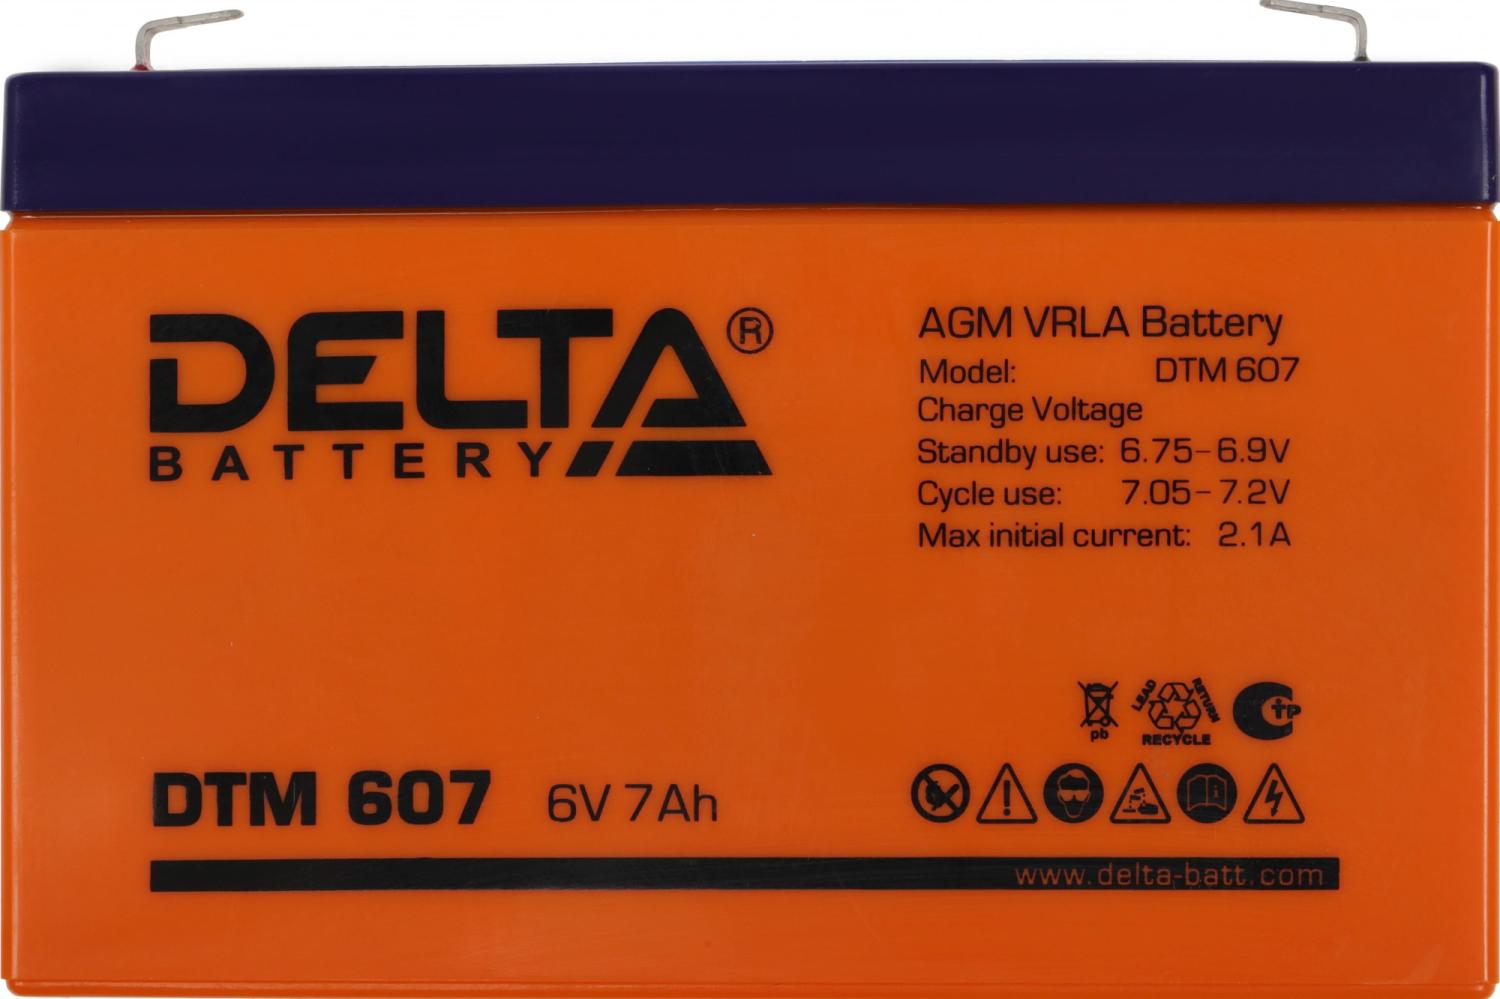 DELTA®
BATTERY
AGM VRLA Battery
Model: DTM 607
Charge Voltage
Standby use: 6.75-6.9V
Cycle use: 7.05-7.2V
Max initial current: 2.1A
pb
LEAD RETURN
RECYCLE
СТР
DTM 607 6V 7Ah
www.delta-batt.com